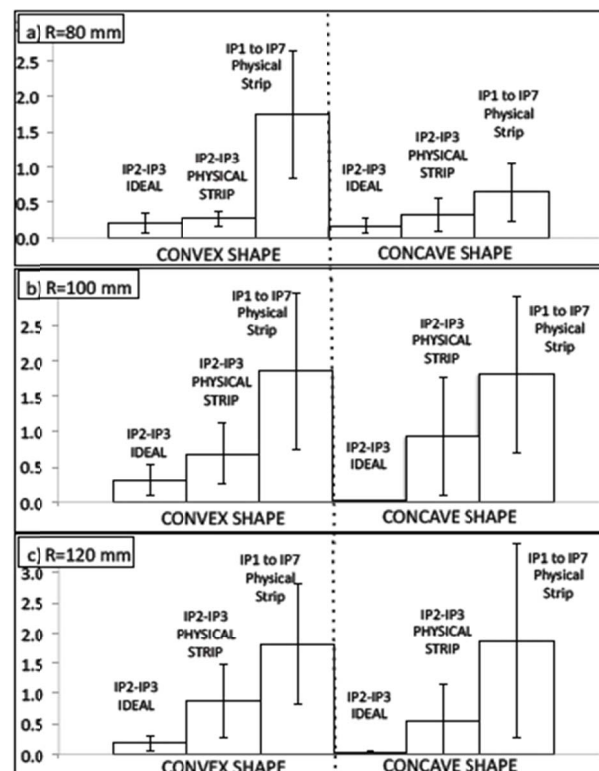 a) R=80 mm
2.5
2.0
1.5
1.0
0.5
0.0
IP2-IP3
IDEAL
IP2-IP3
PHYSICAL
STRIP
IP1 to IP7
Physical
Strip
IP2-IP3
IDEAL
IP2-IP3
PHYSICAL
STRIP
IP1 to IP7
Physical
Strip
CONVEX SHAPE
CONCAVE SHAPE
b) R=100 mm
2.5
2.0
1.5
1.0
0.5
0.0
IP2-IP3
IDEAL
IP2-IP3
PHYSICAL
STRIP
IP1 to IP7
Physical
Strip
IP2-IP3
IDEAL
IP2-IP3
PHYSICAL
STRIP
IP1 to IP7
Physical
Strip
CONVEX SHAPE
CONCAVE SHAPE
c) R=120 mm
3.0
2.5
2.0
1.5
1.0
0.5
0.0
IP2-IP3
IDEAL
IP2-IP3
PHYSICAL
STRIP
IP1 to IP7
Physical
Strip
IP2-IP3
IDEAL
IP2-IP3
PHYSICAL
STRIP
IP1 to IP7
Physical
Strip
CONVEX SHAPE
CONCAVE SHAPE